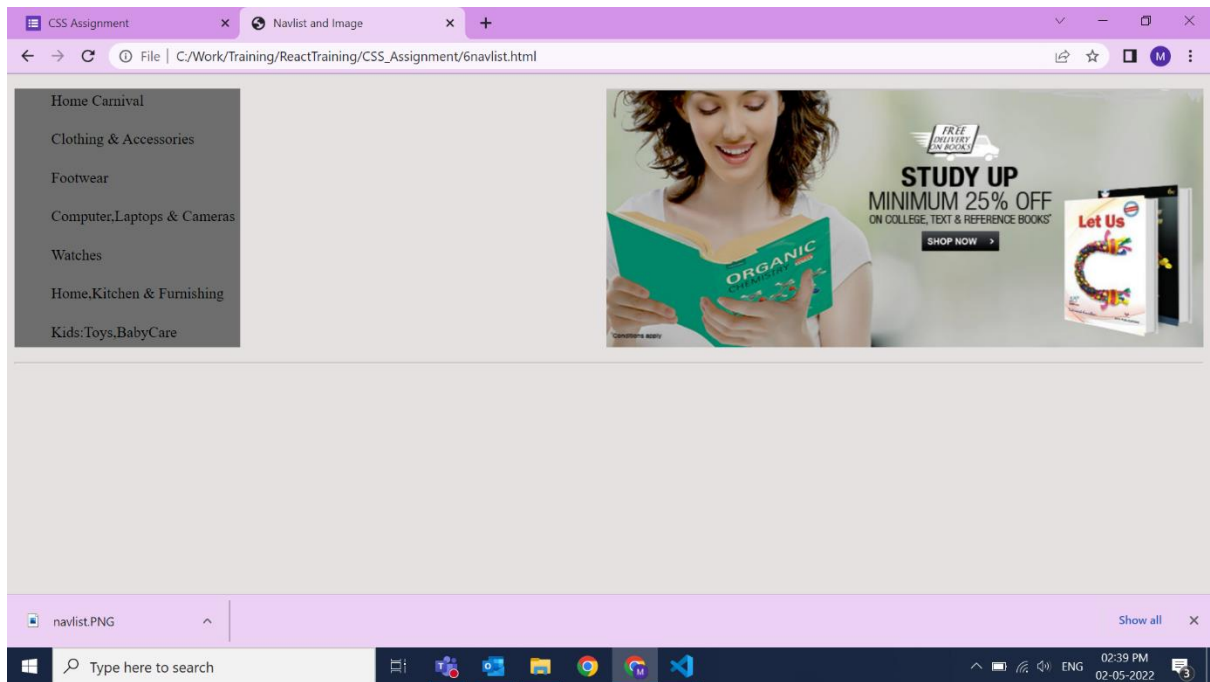 CSS Assignment
Navlist and Image
File | C:/Work/Training/ReactTraining/CSS_Assignment/6navlist.html
M
Home Carnival
Clothing & Accessories
Footwear
Computer,Laptops & Cameras
Watches
Home,Kitchen & Furnishing
Kids:Toys,BabyCare
FREE
DELIVERY
ON BOOKS
STUDY UP
MINIMUM 25% OFF
ON COLLEGE, TEXT & REFERENCE BOOKS*
SHOP NOW >
ORGANIC
CHEMISTRY
*Conditions apply
Let Us
C
navlist.PNG
Show all
Type here to search
ENG
02:39 PM
02-05-2022
3